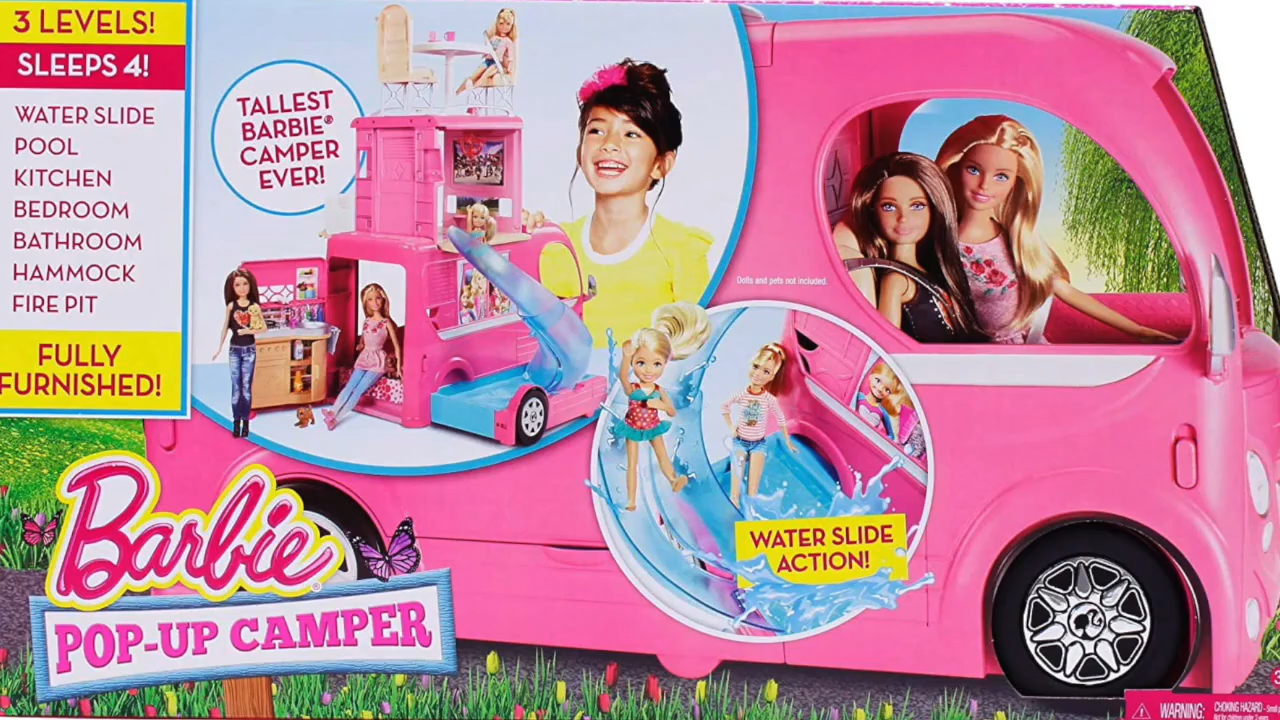 3 LEVELS!
SLEEPS 4!
WATER SLIDE
POOL
KITCHEN
BEDROOM
BATHROOM
HAMMOCK
FIRE PIT
FULLY
FURNISHED!
TALLEST
BARBIE®
CAMPER
EVER!
Dolls and pets not included.
WATER SLIDE
ACTION!
Barbie®
POP-UP CAMPER
WARNING: CHOKING HAZARD - Small